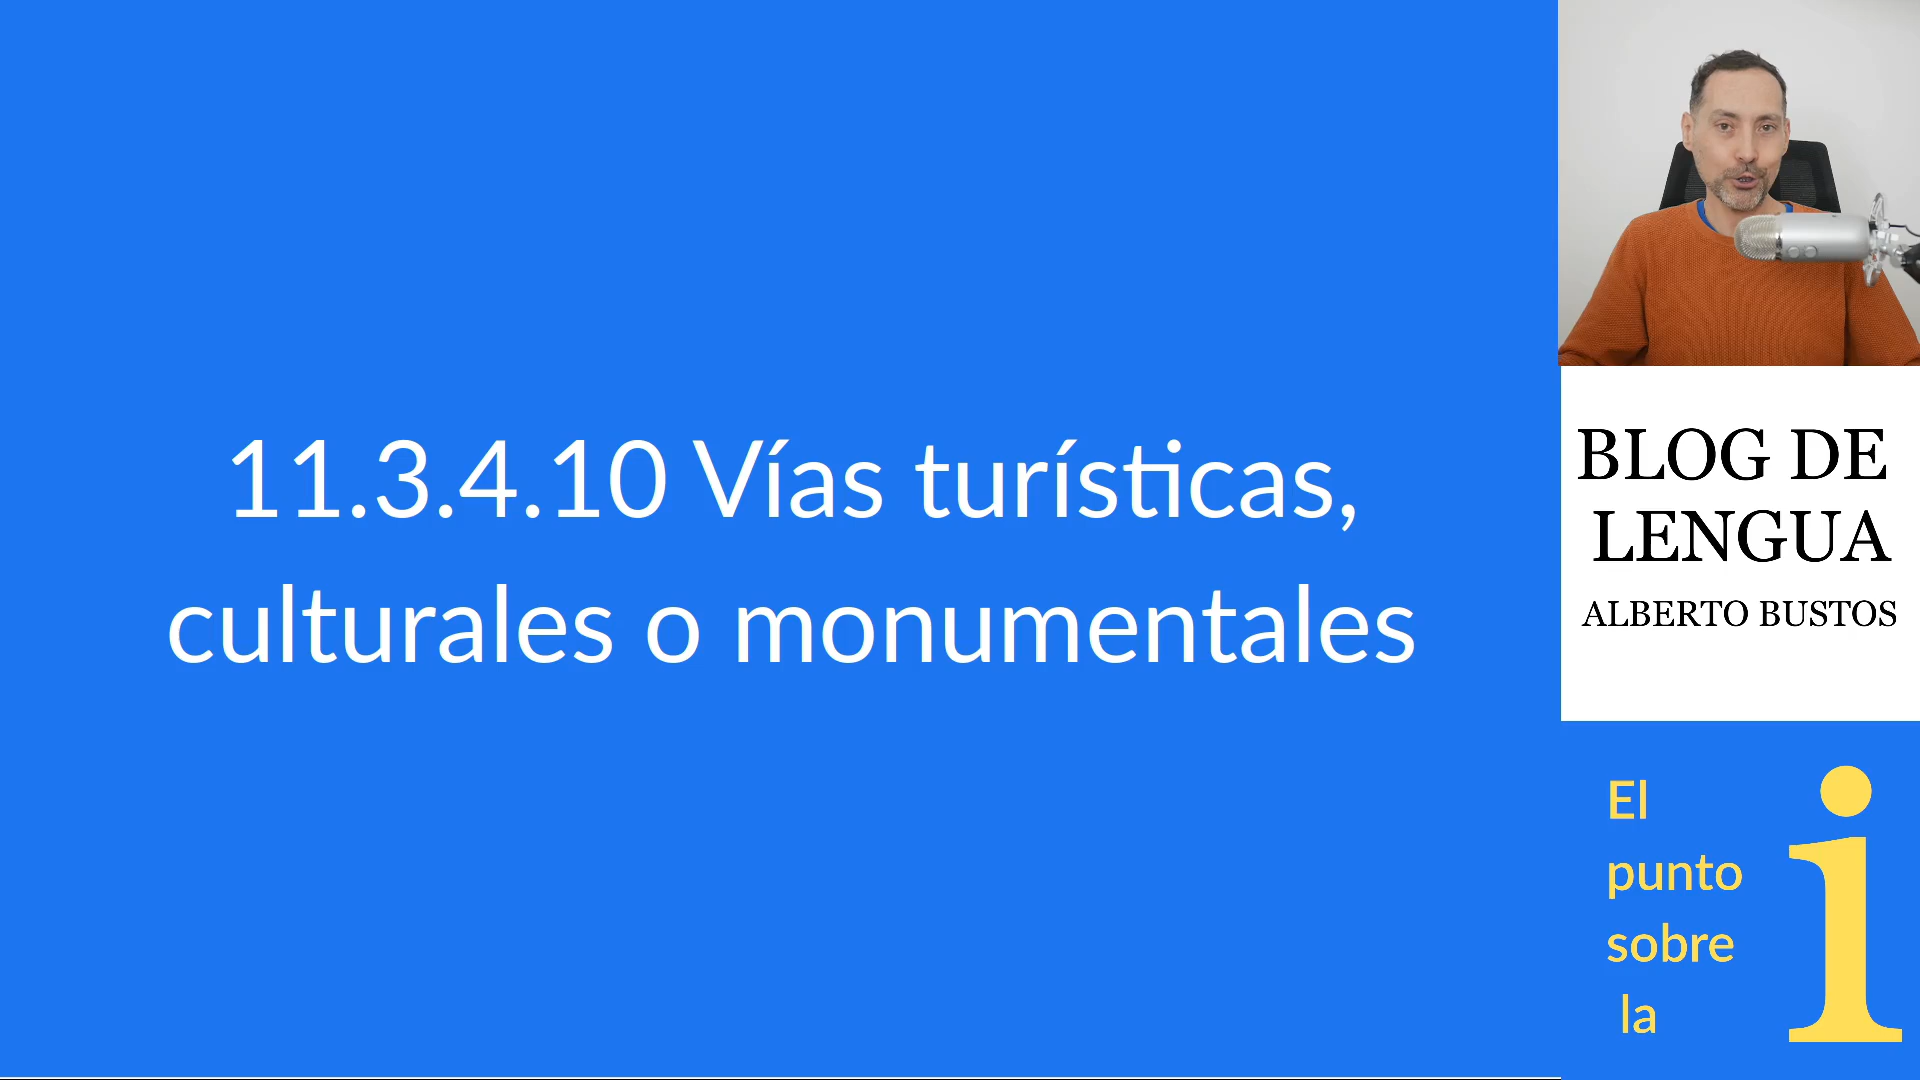 11.3.4.10 Vías turísticas,
culturales o monumentales
BLOG DE
LENGUA
ALBERTO BUSTOS
El
punto
sobre
la
i